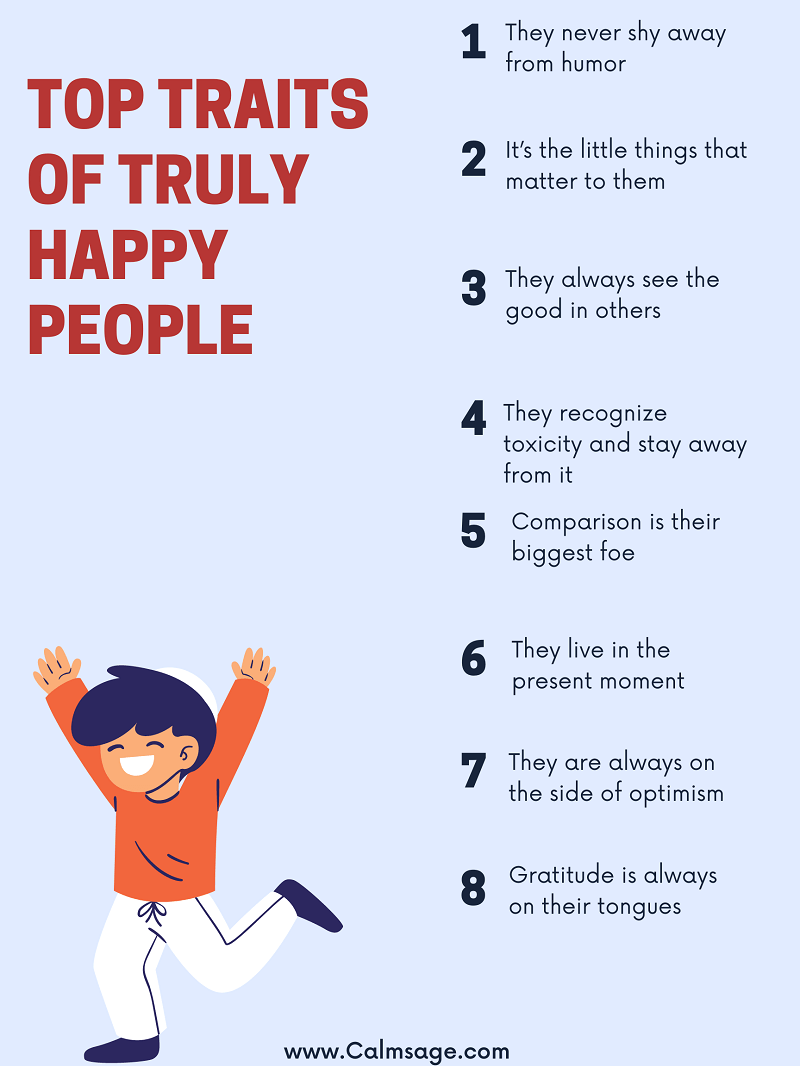 TOP TRAITS
OF TRULY
HAPPY
PEOPLE
1 They never shy away
from humor
2 It’s the little things that
matter to them
3 They always see the
good in others
4 They recognize
toxicity and stay away
from it
5 Comparison is their
biggest foe
6 They live in the
present moment
7 They are always on
the side of optimism
8 Gratitude is always
on their tongues
www.Calmsage.com